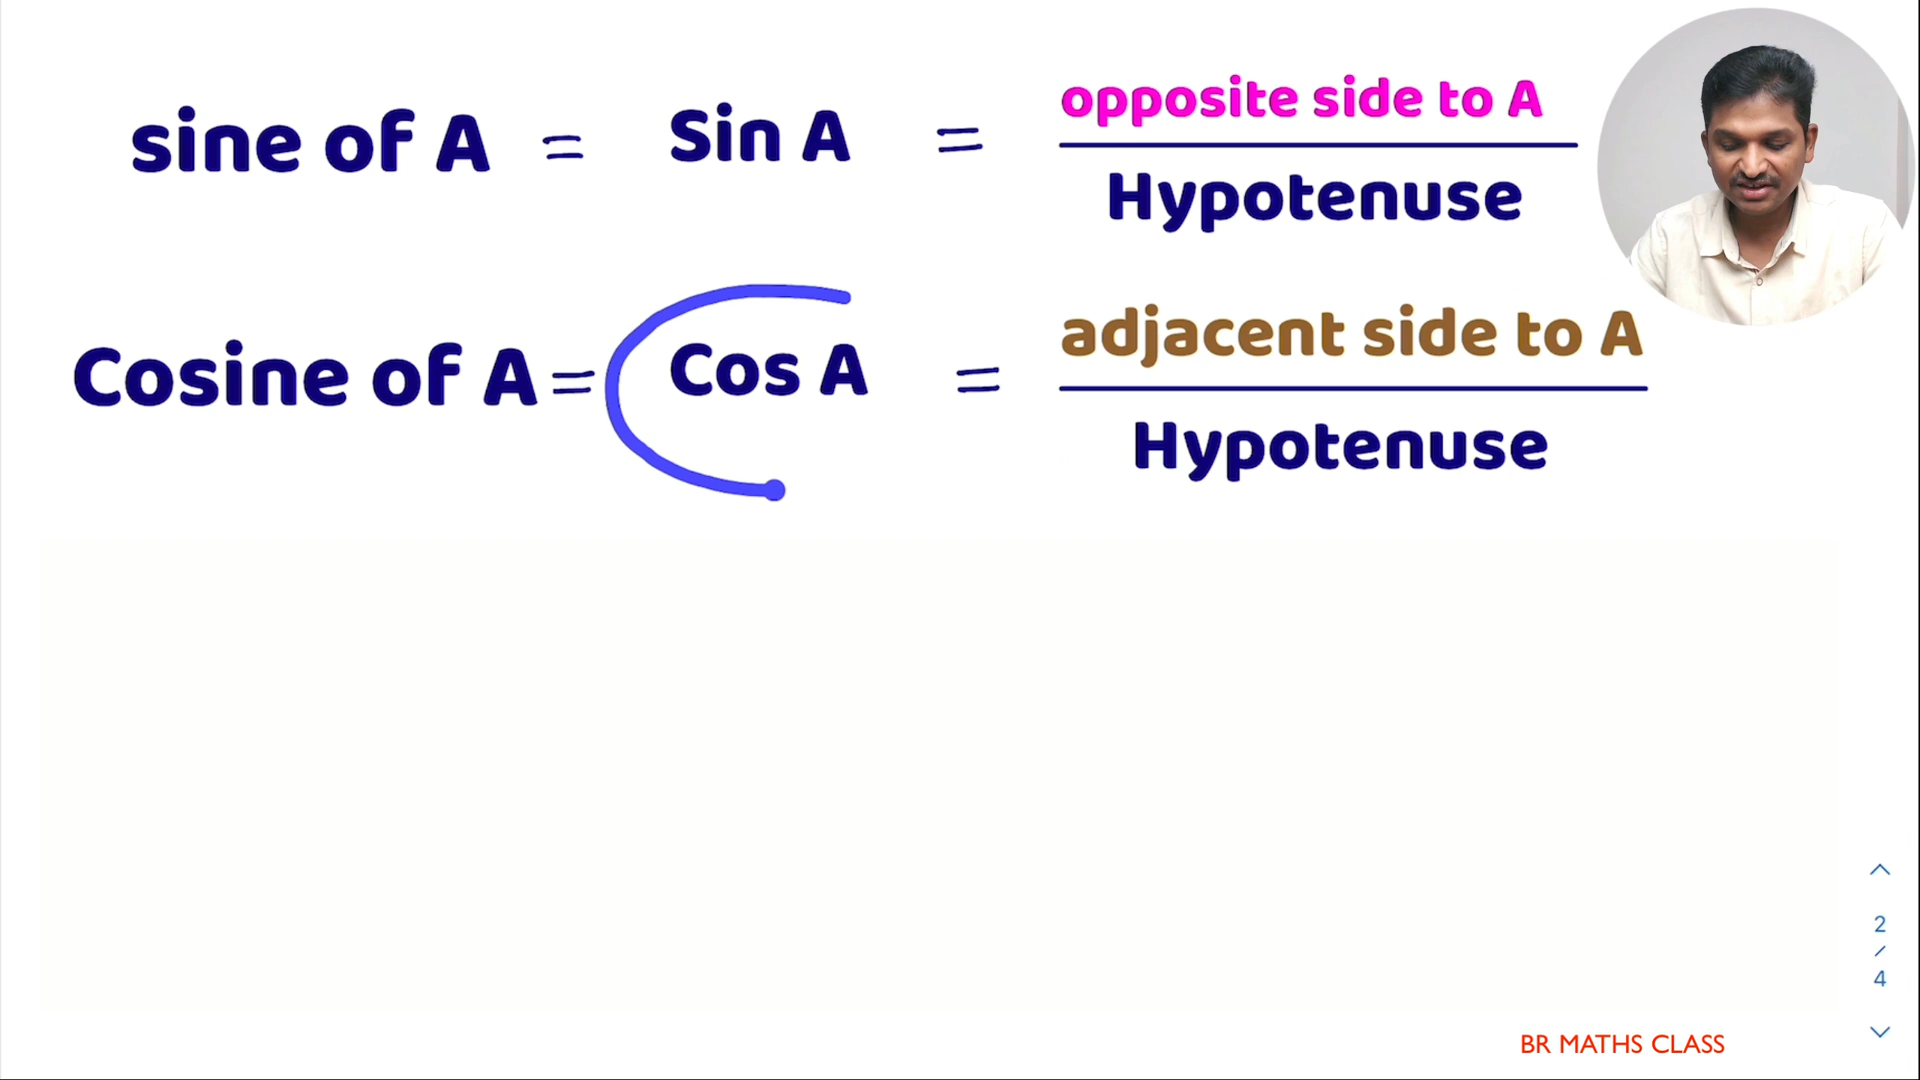 sine of A = Sin A = opposite side to A
Hypotenuse
Cosine of A = Cos A = adjacent side to A
Hypotenuse
2
/
4
BR MATHS CLASS